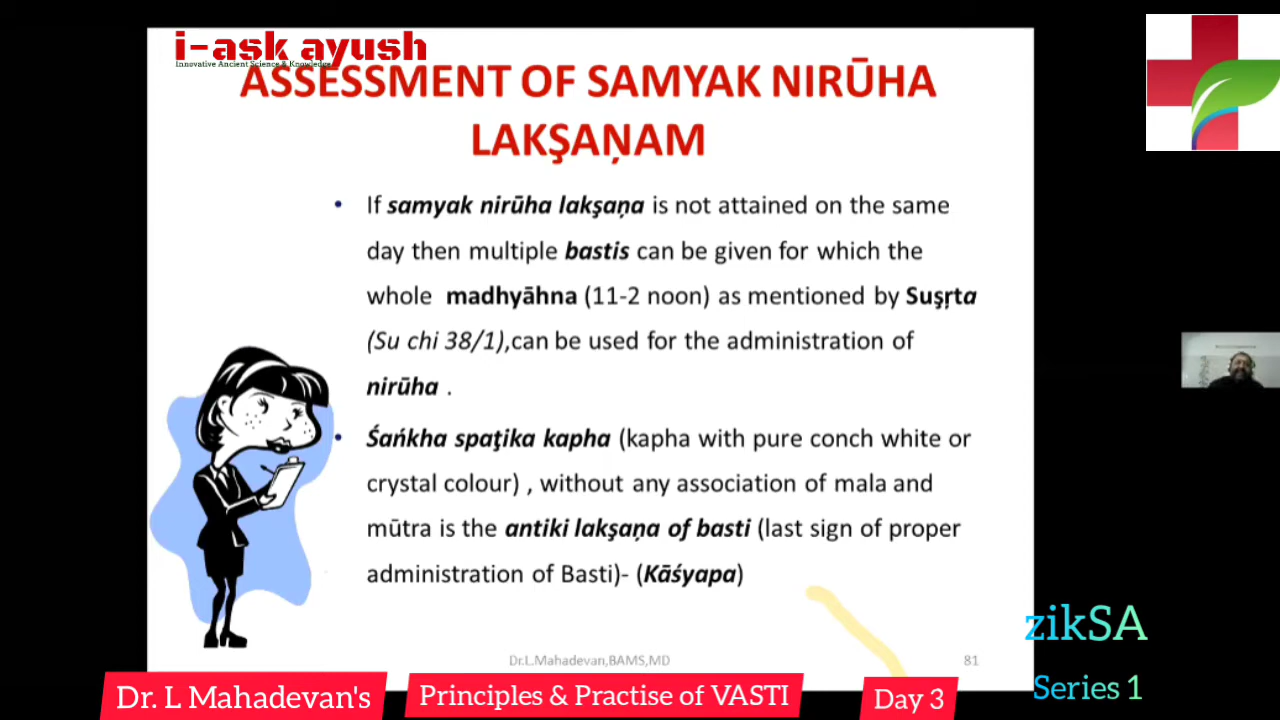 i-ask ayush
Innovative Ancient Science & Knowledge
ASSESSMENT OF SAMYAK NIRŪHA
LAKŞAṆAM
• If samyak nirūha lakşaṇa is not attained on the same
day then multiple bastis can be given for which the
whole madhyāhna (11-2 noon) as mentioned by Suşṛta
(Su chi 38/1),can be used for the administration of
nirūha .
• Śańkha spaţika kapha (kapha with pure conch white or
crystal colour) , without any association of mala and
mūtra is the antiki lakşaṇa of basti (last sign of proper
administration of Basti)- (Kāśyapa)
Dr.L.Mahadevan,BAMS,MD
81
zikSA
Series 1
Dr. L Mahadevan's
Principles & Practise of VASTI
Day 3